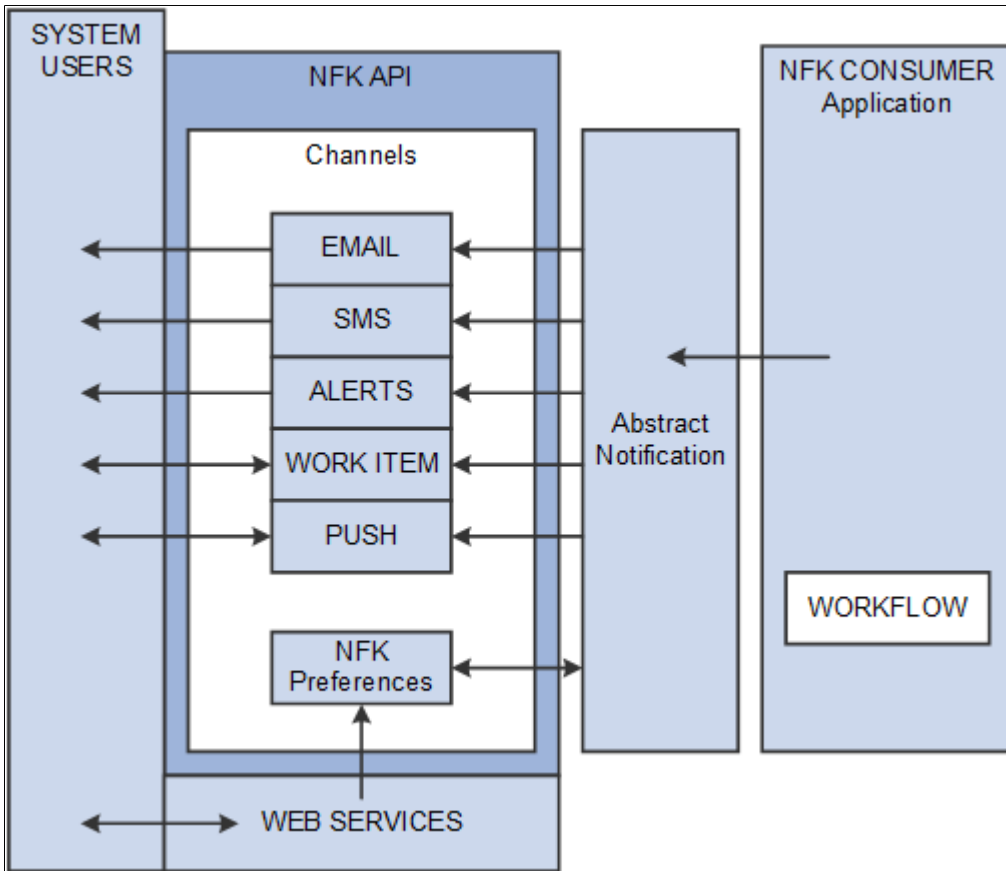 SYSTEM
USERS
NFK API
Channels
EMAIL
SMS
ALERTS
WORK ITEM
PUSH
NFK
Preferences
WEB SERVICES
Abstract
Notification
NFK CONSUMER
Application
WORKFLOW